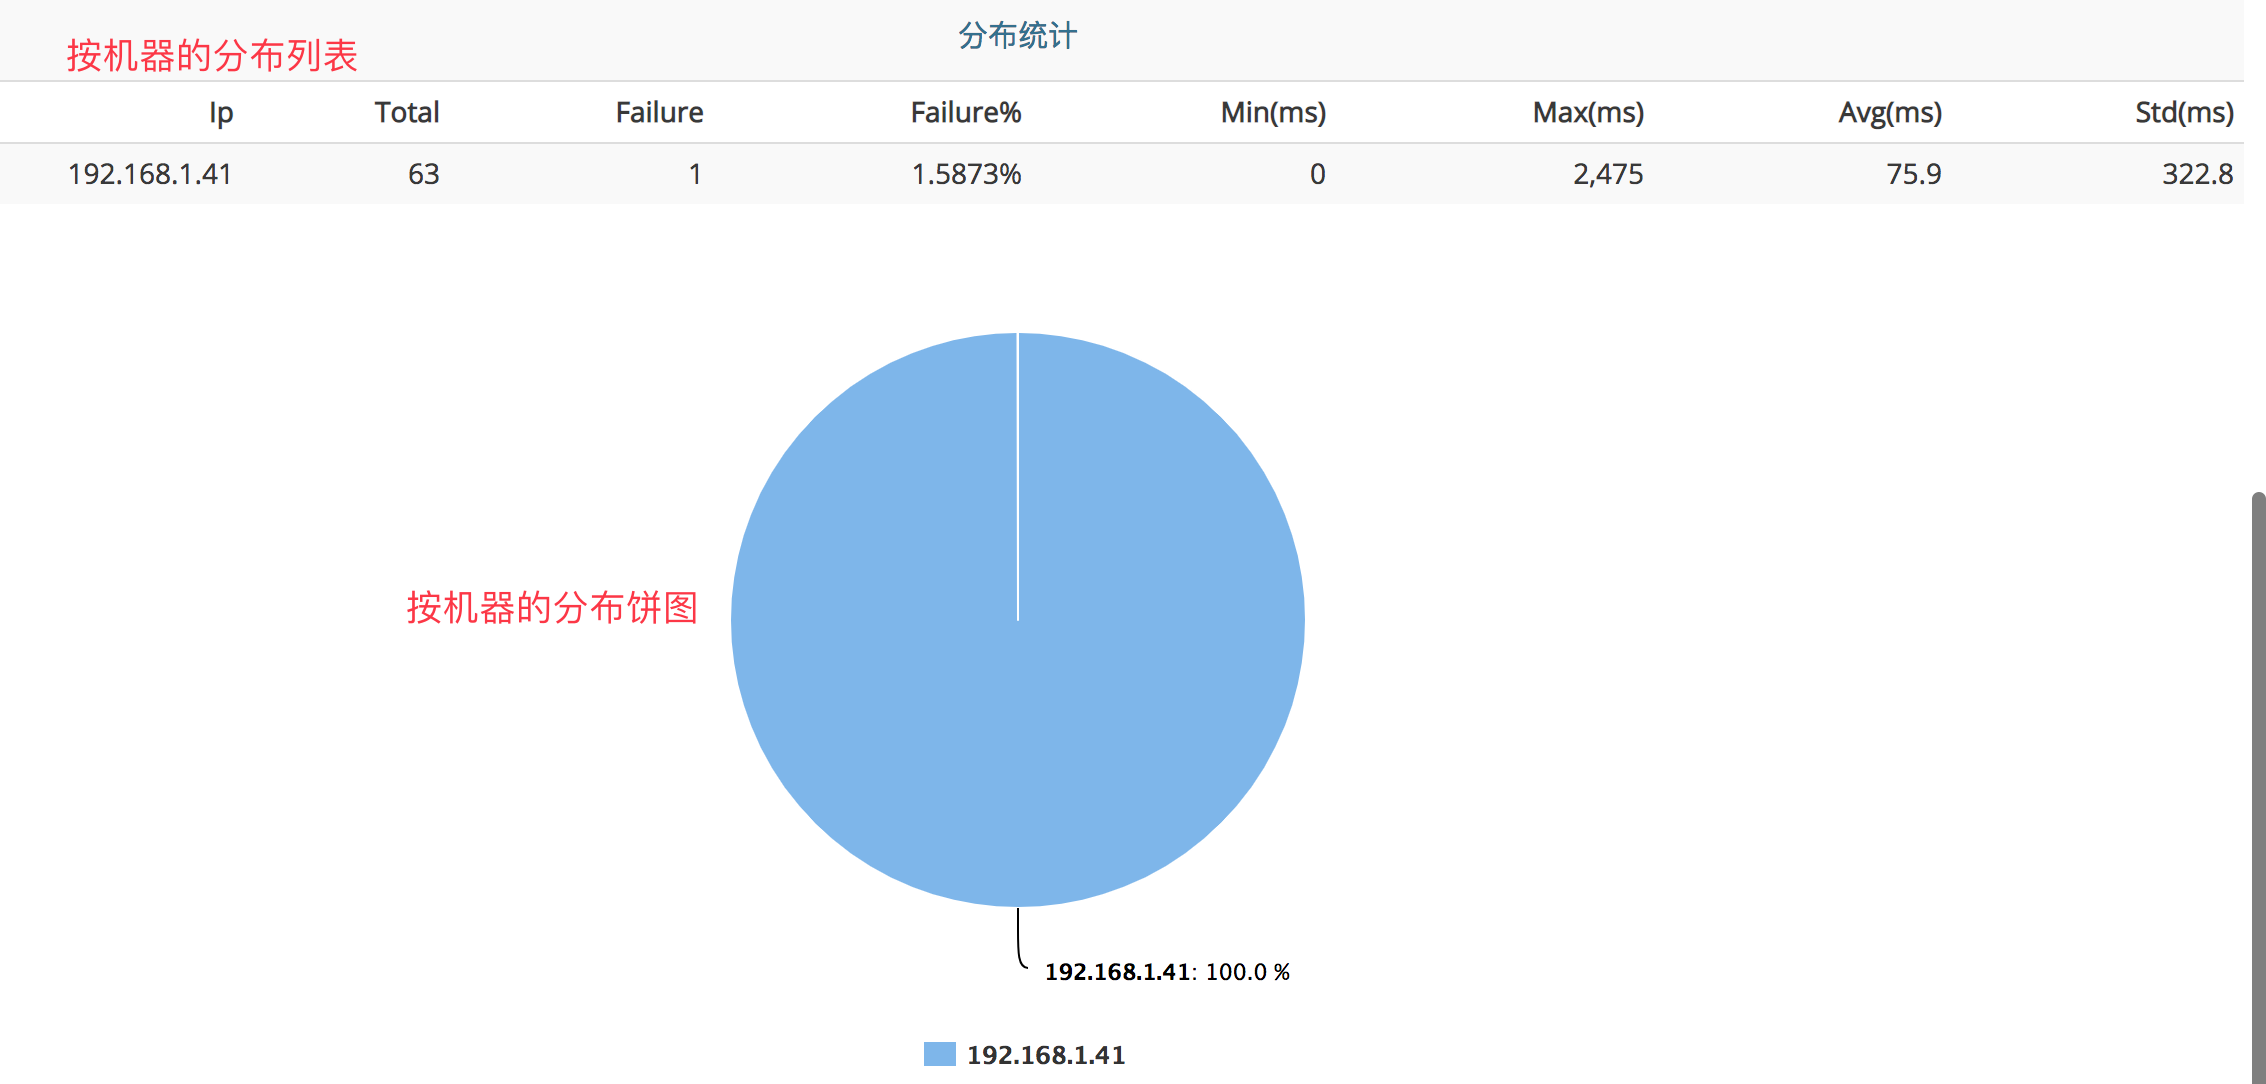 分布统计
按机器的分布列表
Ip Total Failure Failure% Min(ms) Max(ms) Avg(ms) Std(ms)
192.168.1.41 63 1 1.5873% 0 2,475 75.9 322.8
按机器的分布饼图
192.168.1.41: 100.0 %
192.168.1.41